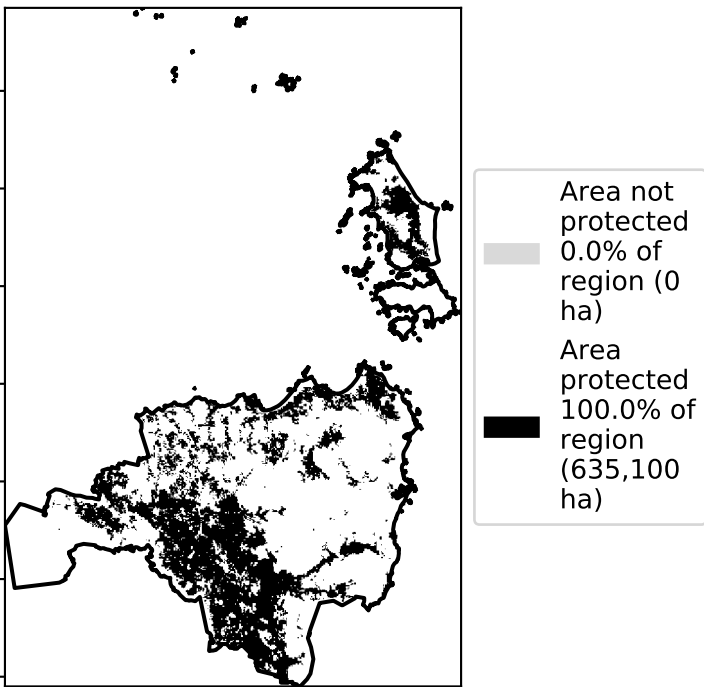 Area not
protected
0.0% of
region (0
ha)
Area
protected
100.0% of
region
(635,100
ha)